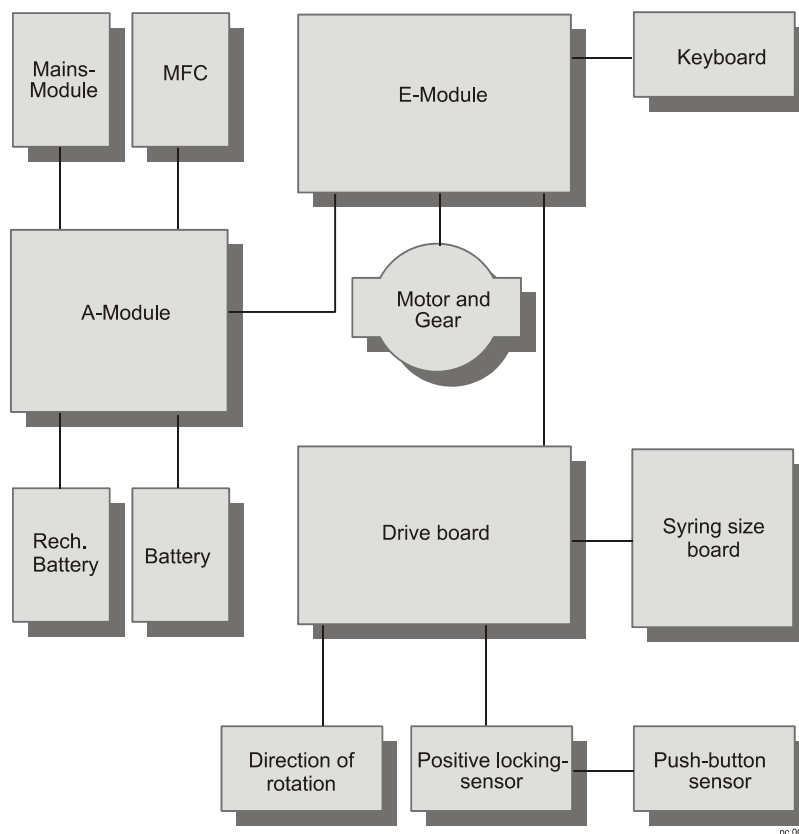 Mains-
Module
MFC
E-Module
Keyboard
A-Module
Motor and
Gear
Rech.
Battery
Battery
Drive board
Syring size
board
Direction of
rotation
Positive locking-
sensor
Push-button
sensor